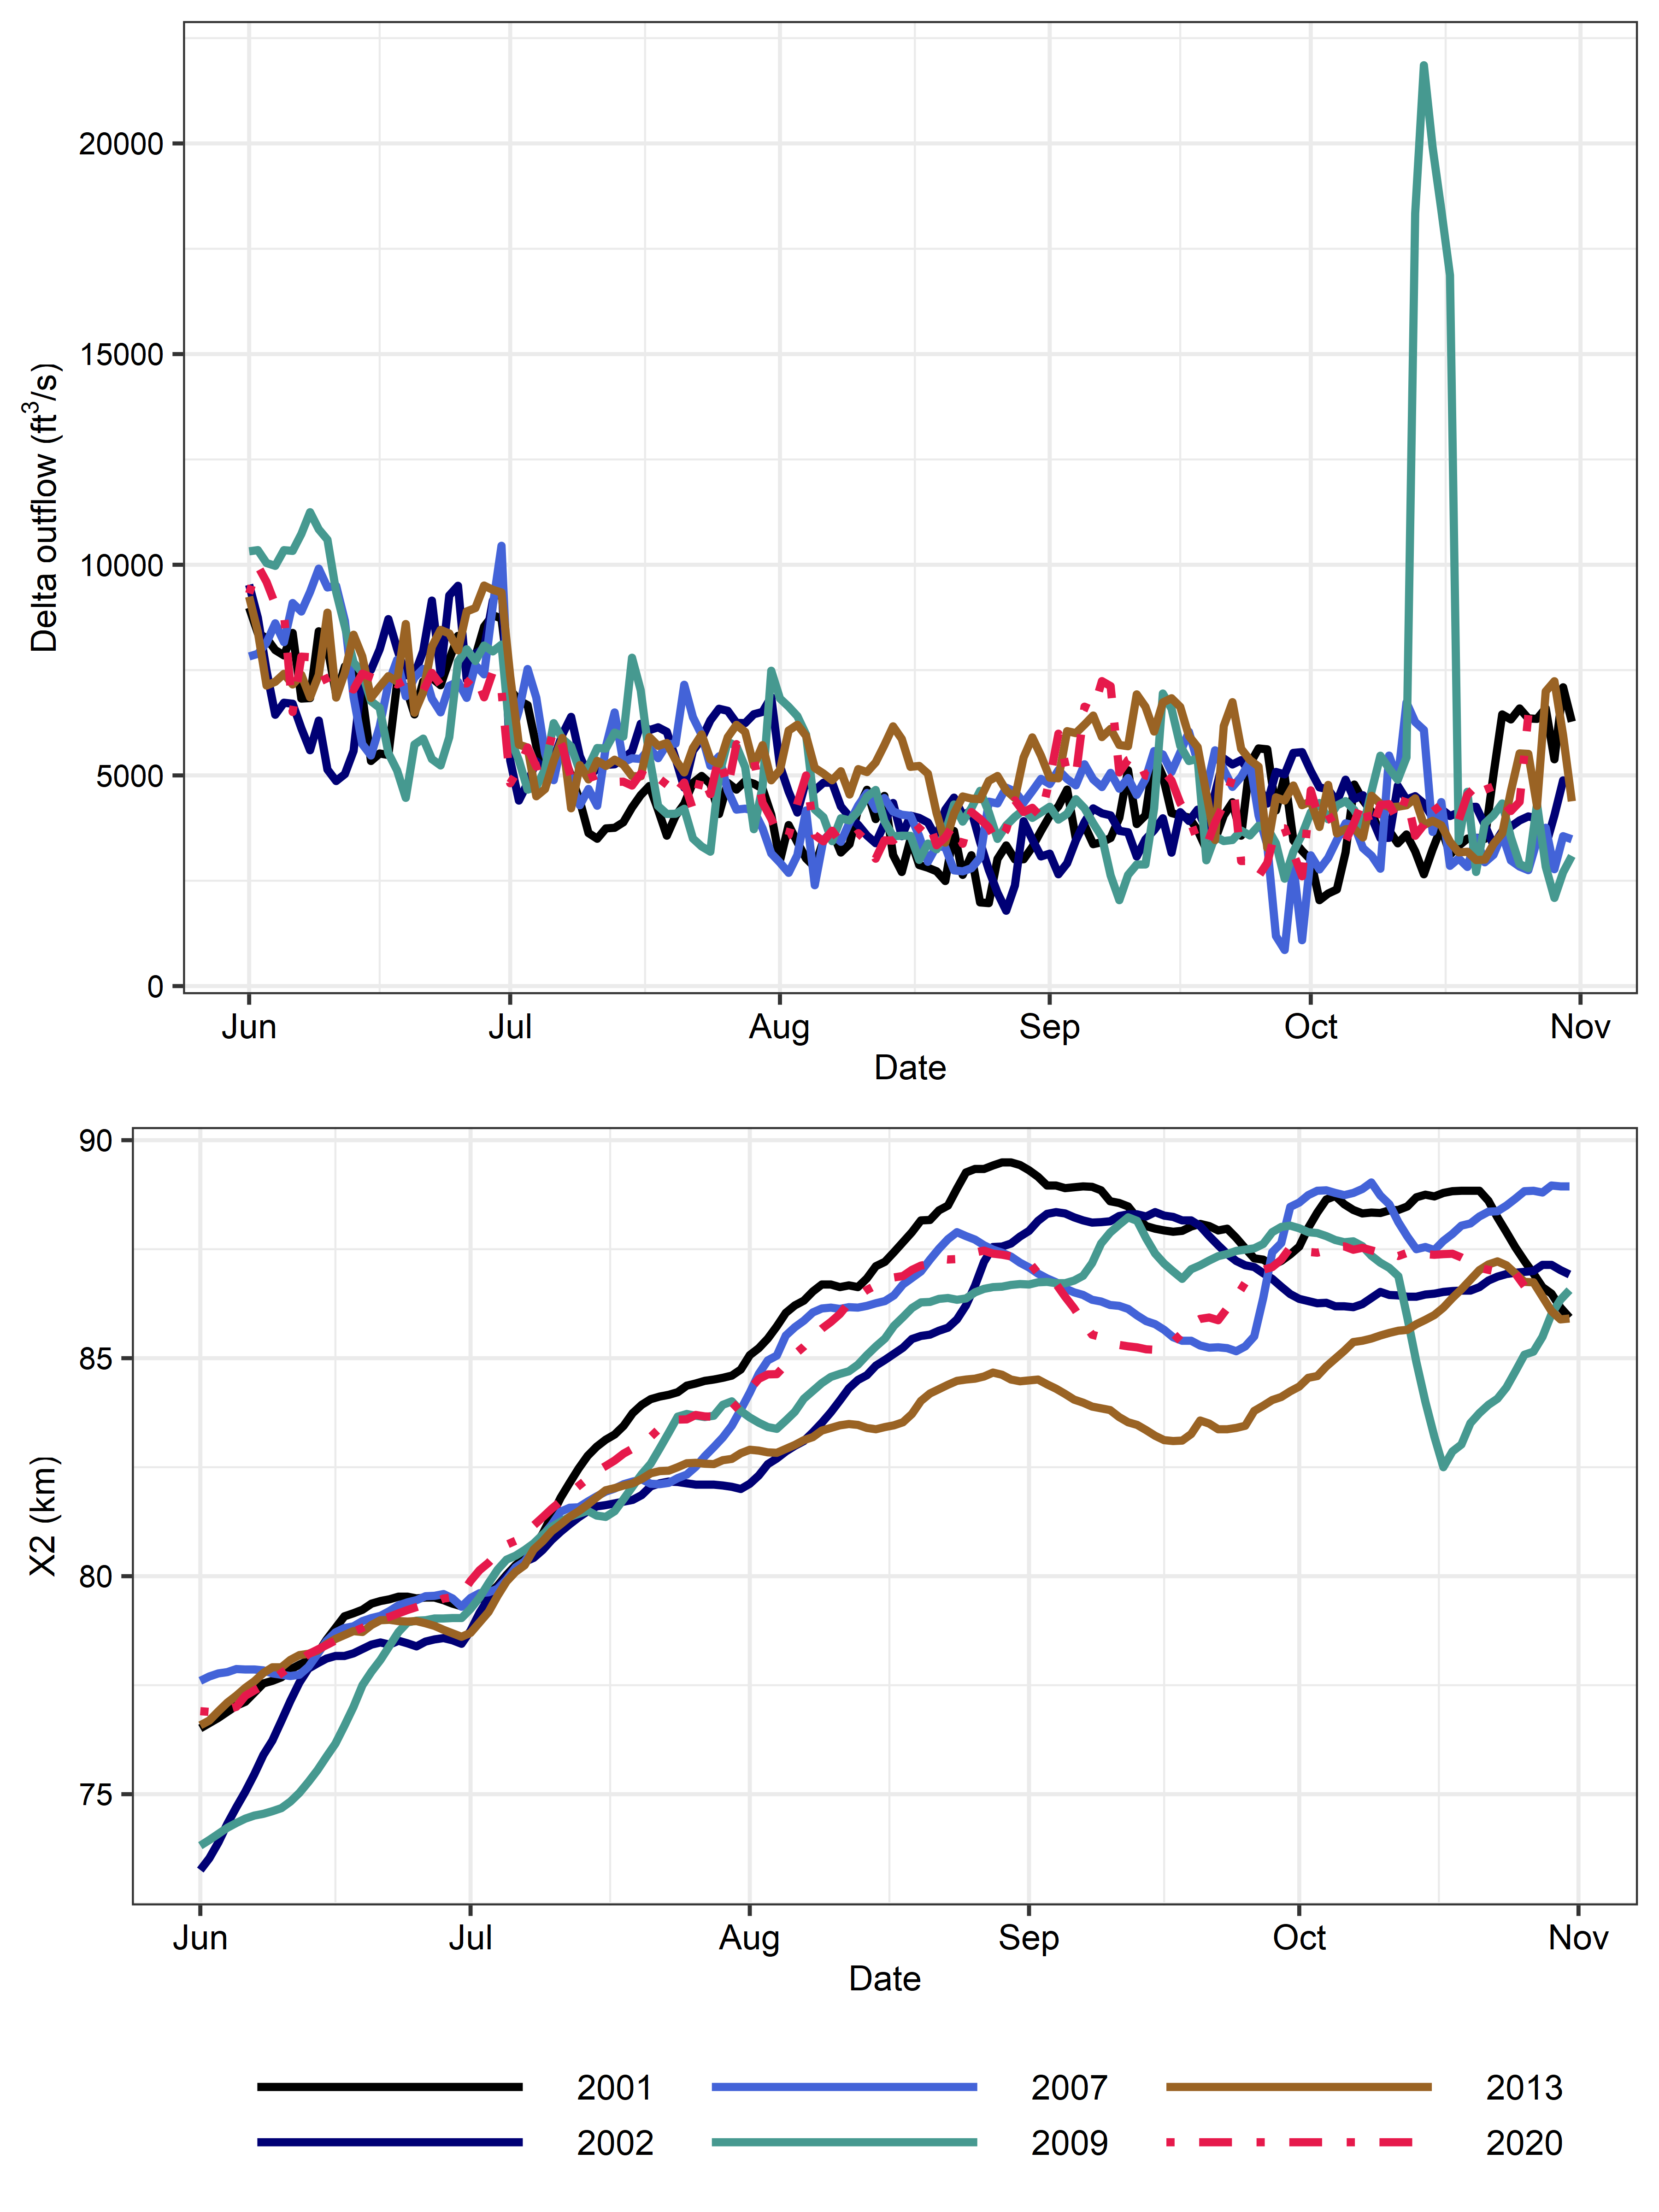 Delta outflow (ft³/s)
20000
15000
10000
5000
0
Jun Jul Aug Sep Oct Nov
Date
X2 (km)
90
85
80
75
Jun Jul Aug Sep Oct Nov
Date
2001 2007 2013
2002 2009 2020